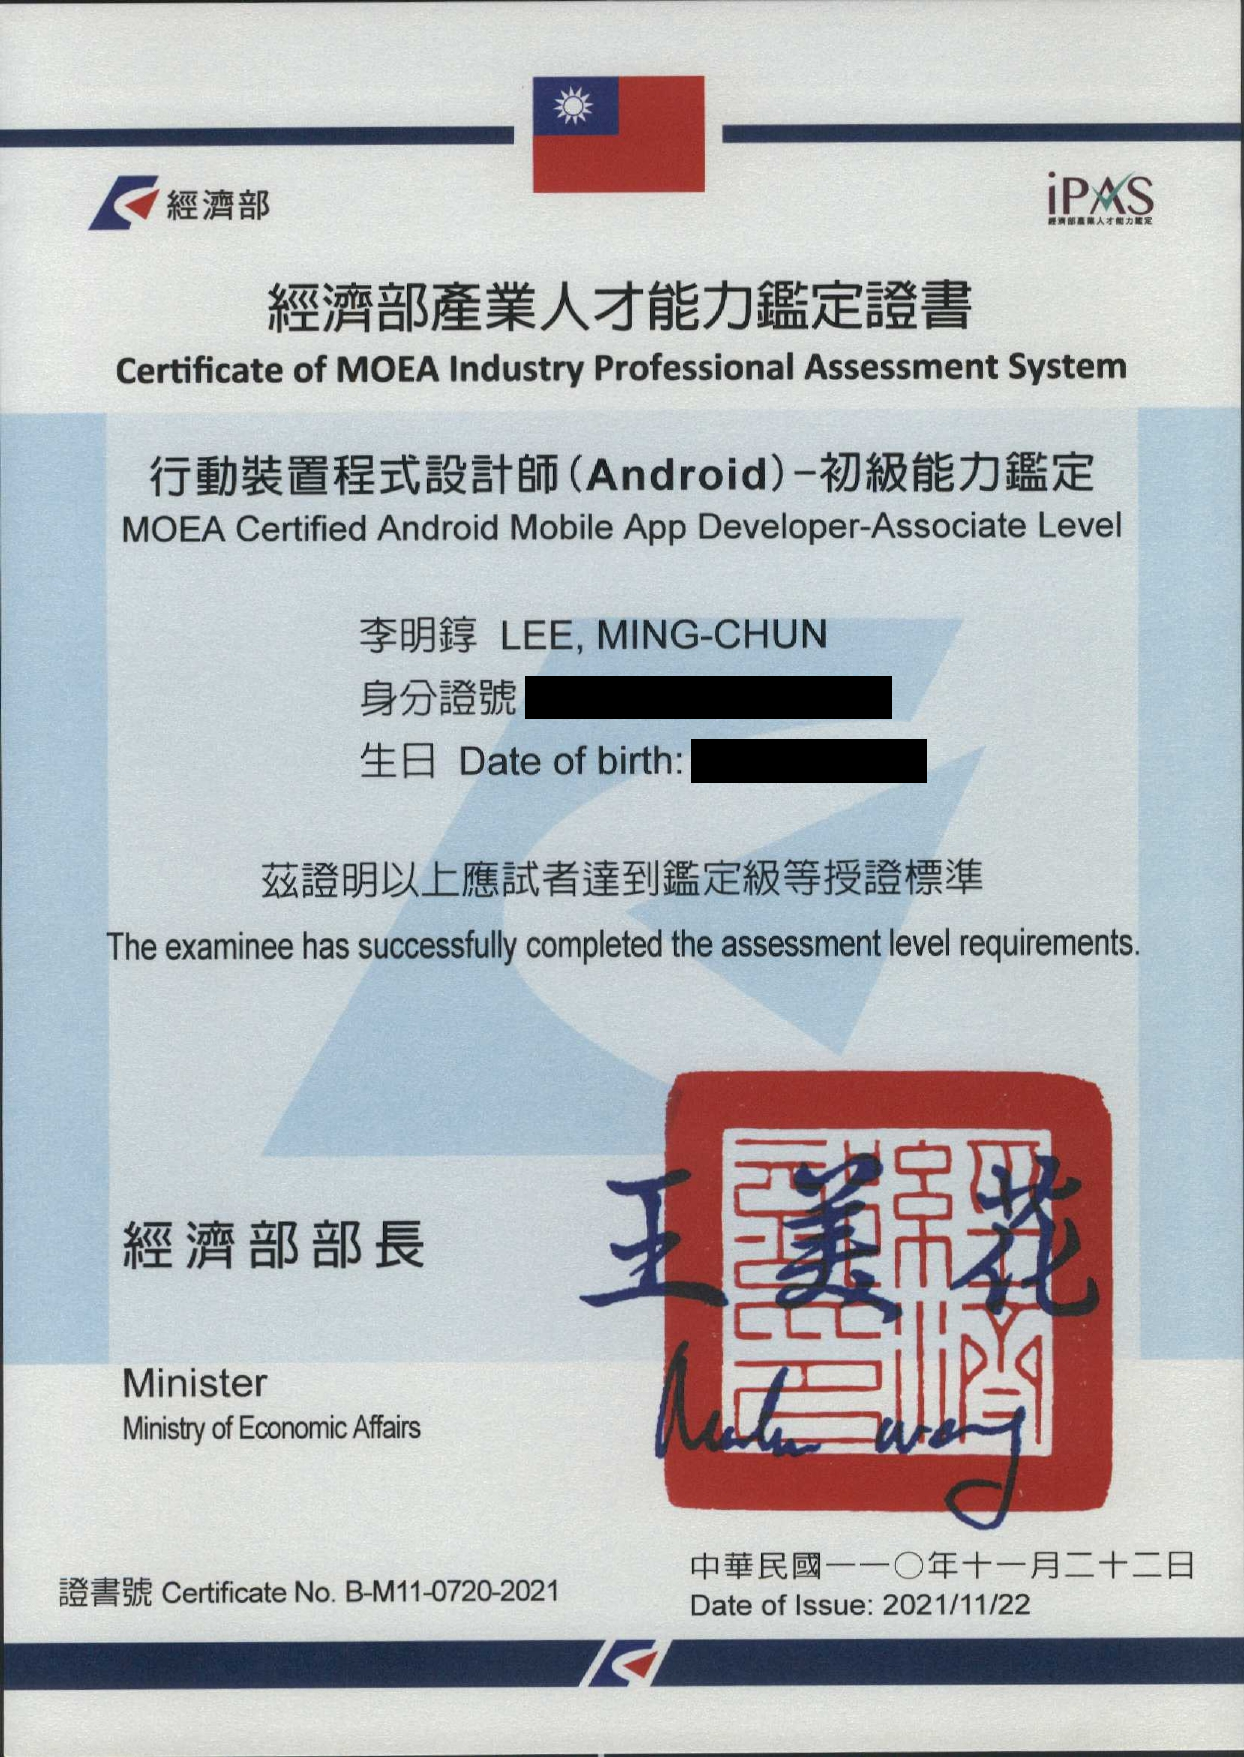 經濟部
iPAS
經濟部產業人才能力鑑定
經濟部產業人才能力鑑定證書
Certificate of MOEA Industry Professional Assessment System
行動裝置程式設計師(Android)-初級能力鑑定
MOEA Certified Android Mobile App Developer-Associate Level
李明錞 LEE, MING-CHUN
身分證號
生日 Date of birth:
茲證明以上應試者達到鑑定級等授證標準
The examinee has successfully completed the assessment level requirements.
經濟部部長
王美花
Minister
Ministry of Economic Affairs
經濟部印
中華民國一一〇年十一月二十二日
證書號 Certificate No. B-M11-0720-2021
Date of Issue: 2021/11/22